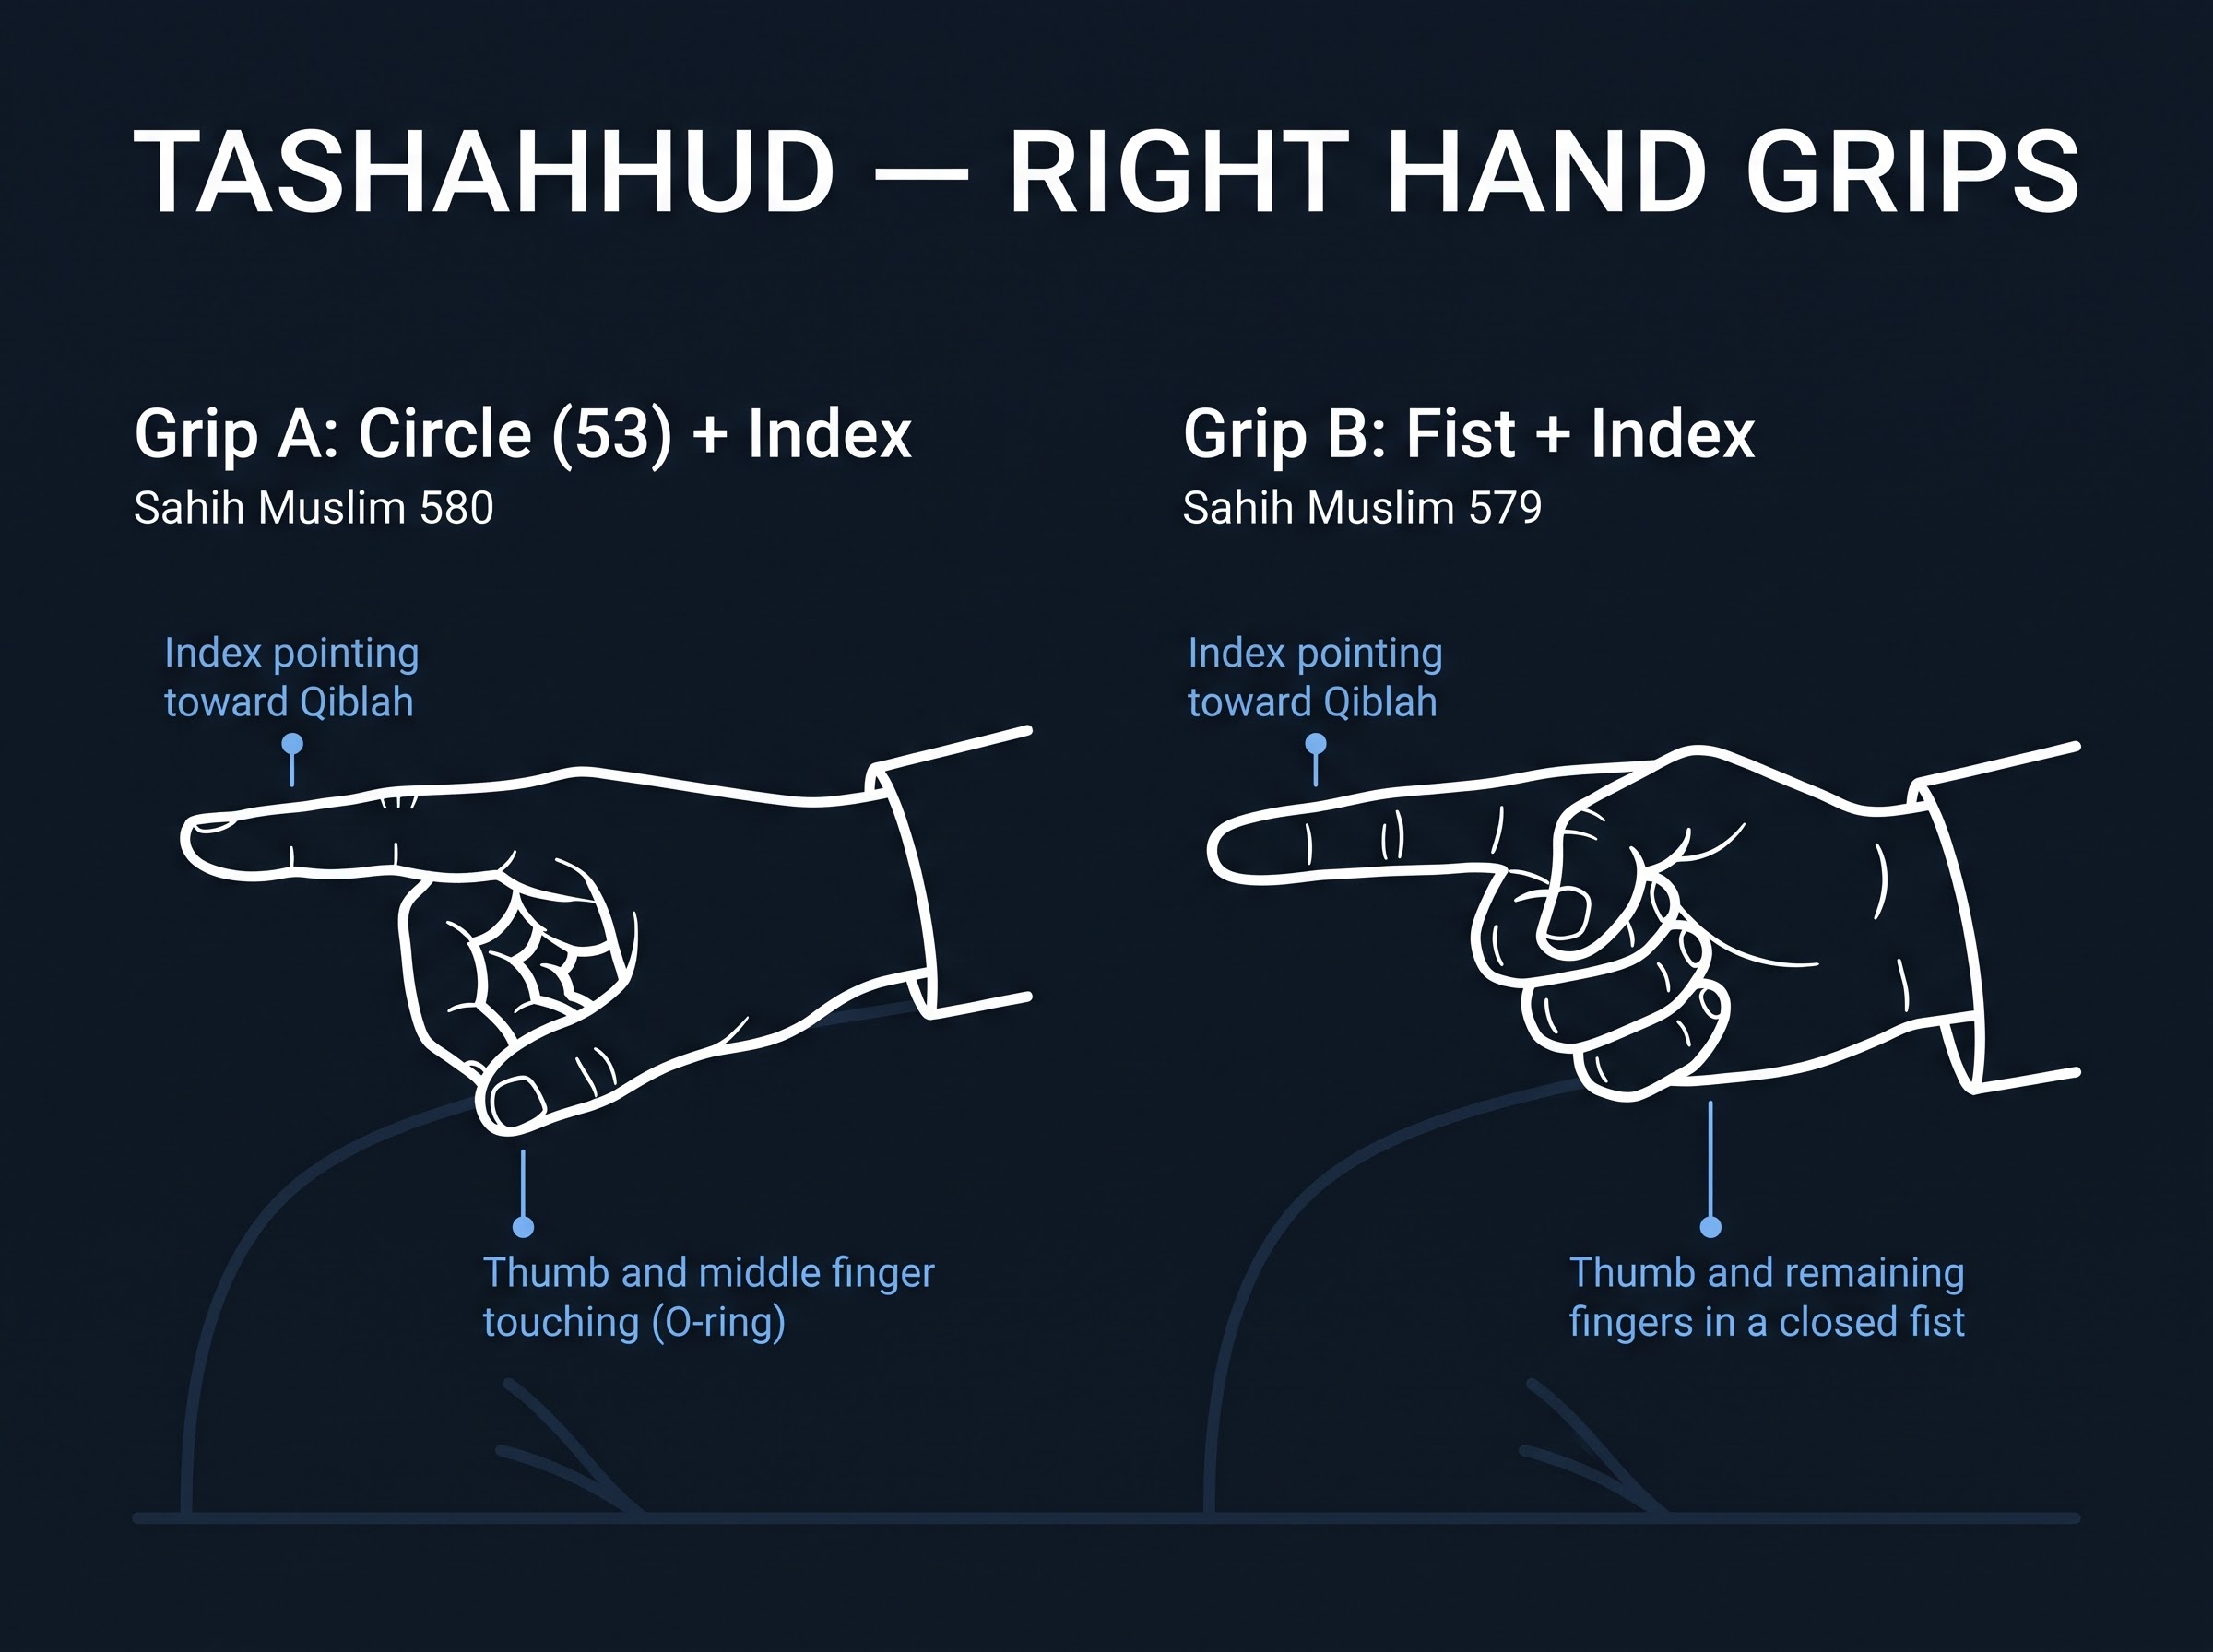 TASHAHHUD — RIGHT HAND GRIPS
Grip A: Circle (53) + Index
Sahih Muslim 580
Index pointing
toward Qiblah
Thumb and middle finger
touching (O-ring)
Grip B: Fist + Index
Sahih Muslim 579
Index pointing
toward Qiblah
Thumb and remaining
fingers in a closed fist